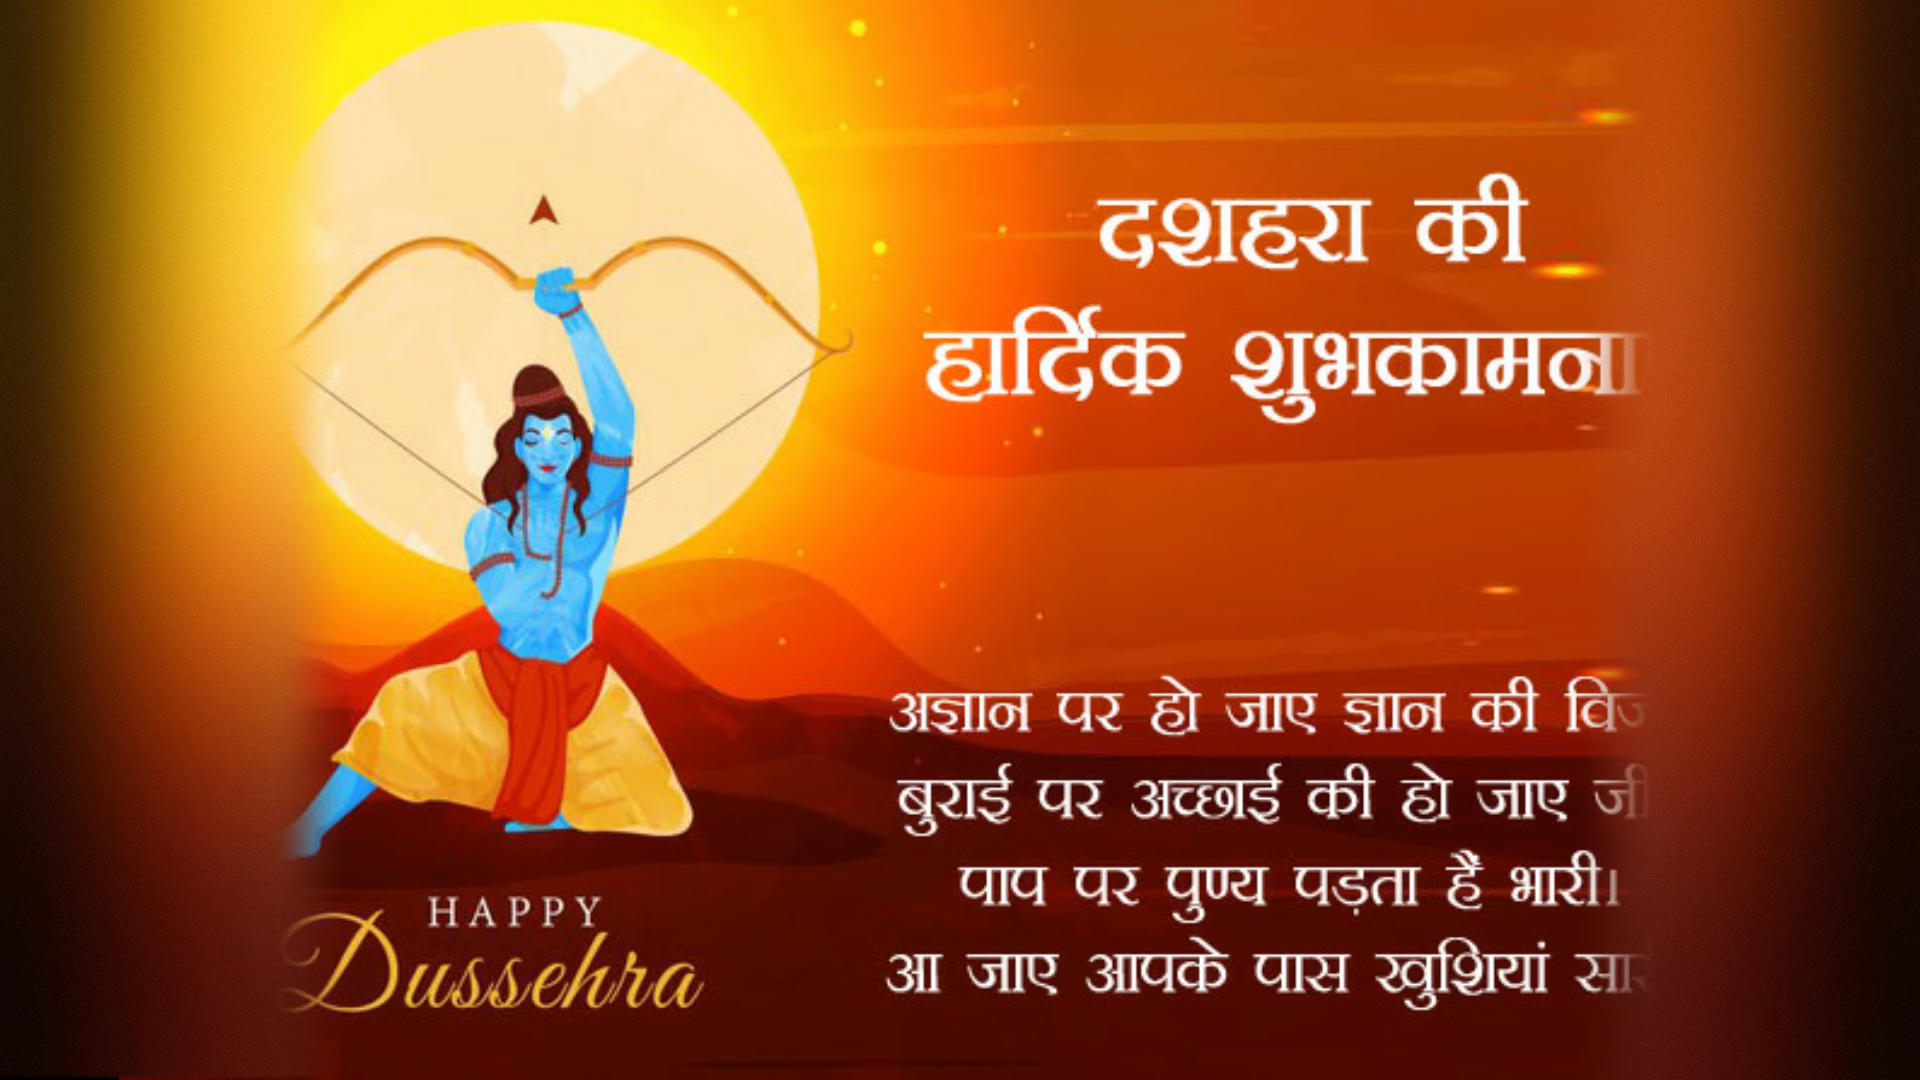 दशहरा की
हार्दिक शुभकामना
अज्ञान पर हो जाए ज्ञान की
बुराई पर अच्छाई की हो जाए
पाप पर पुण्य पड़ता हैं भारी।
आ जाए आपके पास खुशियां
HAPPY
Dussehra